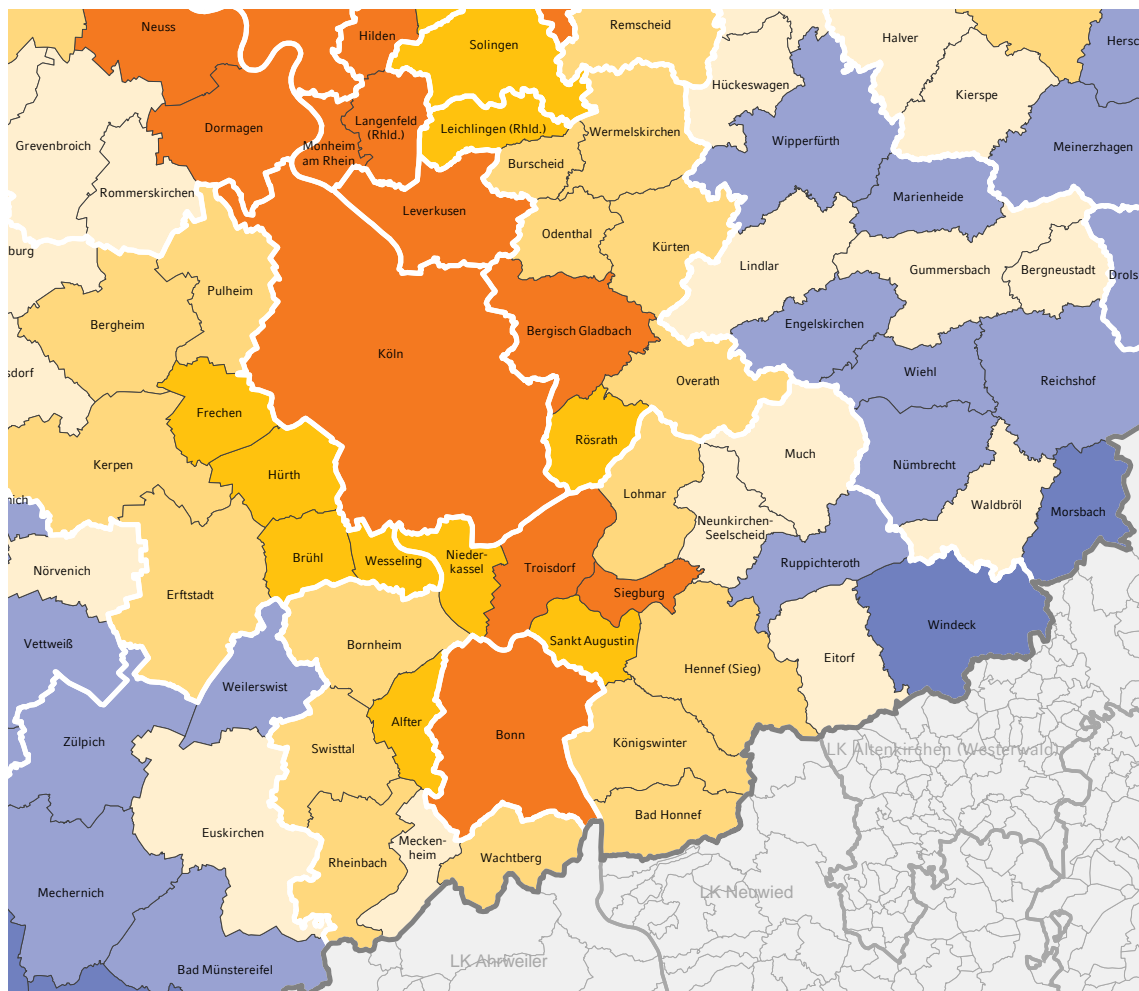 Neuss
Hilden
Solingen
Remscheid
Halver
Hersc
Hückeswagen
Kierspe
Dormagen
Langenfeld
(Rhld.)
Leichlingen (Rhld.)
Wermelskirchen
Wipperfürth
Meinerzhagen
Grevenbroich
Monheim
am Rhein
Burscheid
Rommerskirchen
Marienheide
Leverkusen
Odenthal
Kürten
burg
Lindlar
Gummersbach
Bergneustadt
Drols
Pulheim
Bergheim
Bergisch Gladbach
Engelskirchen
Köln
sdorf
Overath
Wiehl
Reichshof
Frechen
Rösrath
Much
Kerpen
Hürth
Lohmar
Nümbrecht
nich
Neunkirchen-
Seelscheid
Waldbröl
Morsbach
Nörvenich
Brühl
Wesseling
Nieder-
kassel
Troisdorf
Ruppichteroth
Erftstadt
Siegburg
Windeck
Vettweiß
Bornheim
Sankt Augustin
Hennef (Sieg)
Eitorf
Weilerswist
Alfter
Zülpich
Swisttal
Bonn
Königswinter
LK Altenkirchen (Westerwald)
Bad Honnef
Euskirchen
Meckenheim
Rheinbach
Wachtberg
Mechernich
LK Neuwied
LK Ahrweiler
Bad Münstereifel